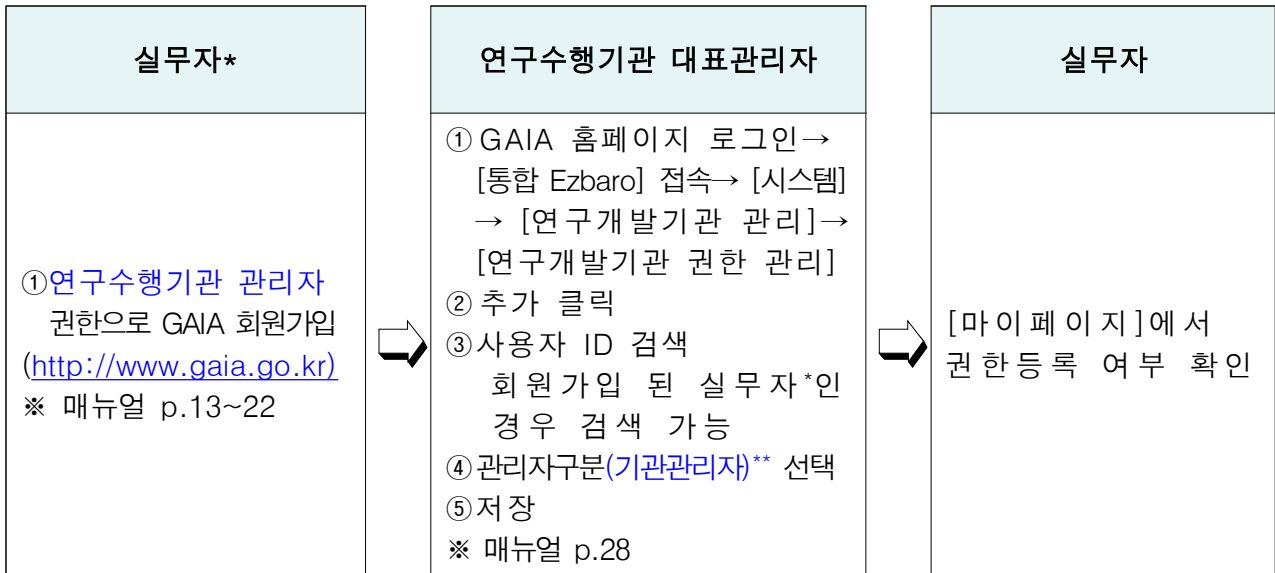 실무자*
①연구수행기관 관리자
권한으로 GAIA 회원가입
(http://www.gaia.go.kr)
※ 매뉴얼 p.13~22
연구수행기관 대표관리자
① GAIA 홈페이지 로그인→
[통합 Ezbaro] 접속→ [시스템]
→ [연구개발기관 관리]→
[연구개발기관 권한 관리]
② 추가 클릭
③사용자 ID 검색
회원가입 된 실무자*인
경우 검색 가능
④관리자구분(기관관리자)** 선택
⑤저장
※ 매뉴얼 p.28
실무자
[마이페이지]에서
권한등록 여부 확인